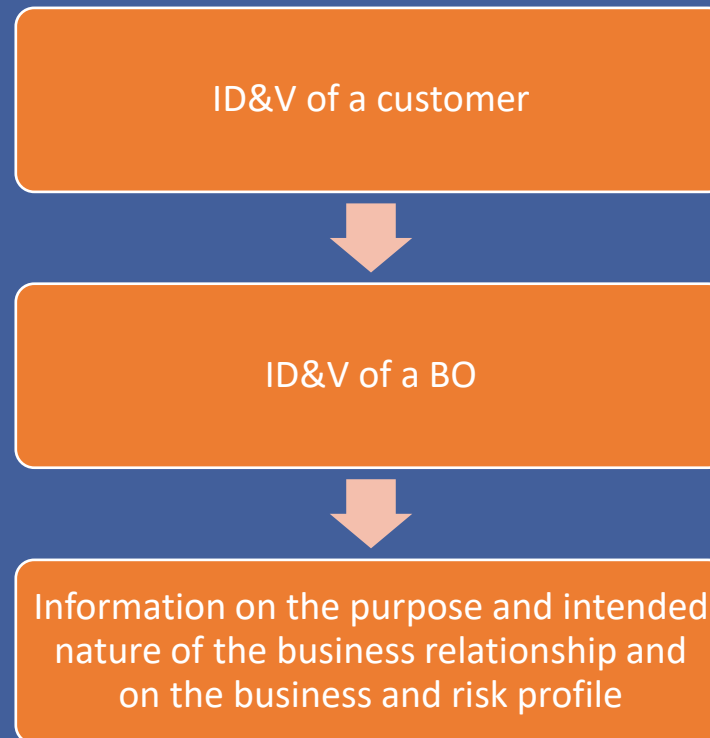 ID&V of a customer
ID&V of a BO
Information on the purpose and intended
nature of the business relationship and
on the business and risk profile